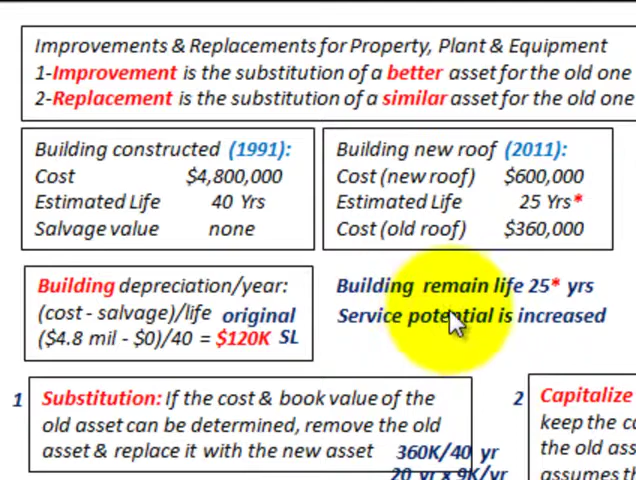 Improvements & Replacements for Property, Plant & Equipment
1-Improvement is the substitution of a better asset for the old one
2-Replacement is the substitution of a similar asset for the old one
Building constructed (1991):
Cost $4,800,000
Estimated Life 40 Yrs
Salvage value none
Building new roof (2011):
Cost (new roof) $600,000
Estimated Life 25 Yrs*
Cost (old roof) $360,000
Building depreciation/year:
(cost - salvage)/life original
($4.8 mil - $0)/40 = $120K SL
Building remain life 25* yrs
Service potential is increased
1 Substitution: If the cost & book value of the
old asset can be determined, remove the old
asset & replace it with the new asset 360K/40 yr
20 yr x 9K/yr
2 Capitalize
keep the
the old
assumes